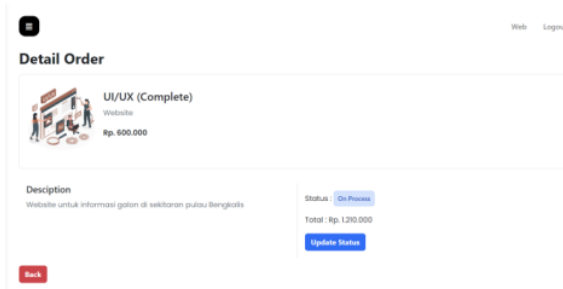 Web Logou
Detail Order
UI/UX (Complete)
Website
Rp. 600.000
Desciption
Website untuk informasi galon di sekitaran pulau Bengkalis
Status : On Process
Total : Rp. 1.210.000
Update Status
Back